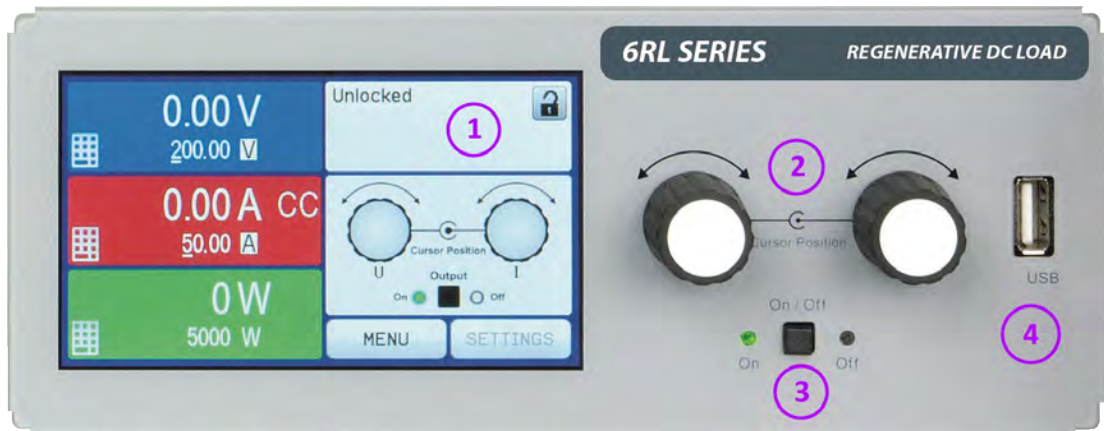 6RL SERIES
REGENERATIVE DC LOAD
0.00 V
200.00 V
0.00 A CC
50.00 A
0 W
5000 W
Unlocked
1
Cursor Position
U
I
Output
On
Off
MENU
SETTINGS
2
Cursor Position
On / Off
On
Off
3
USB
4